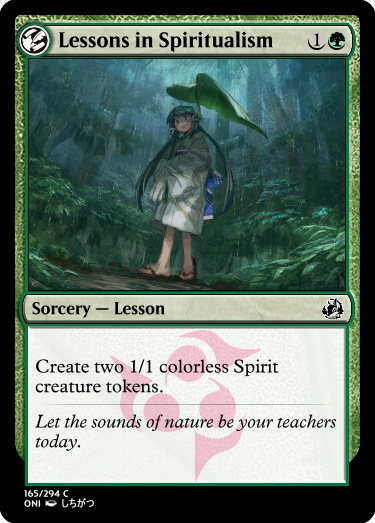 Lessons in Spiritualism 1
Sorcery — Lesson
Create two 1/1 colorless Spirit
creature tokens.
Let the sounds of nature be your teachers
today.
165/294 C
ONI しちがつ